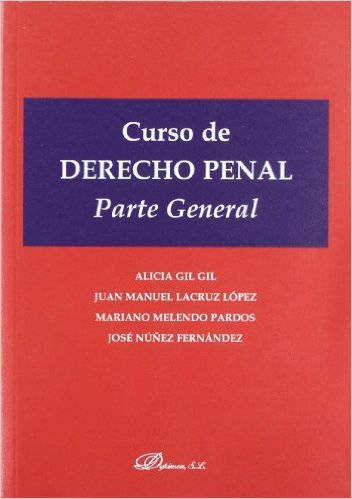 Curso de
DERECHO PENAL
Parte General
ALICIA GIL GIL
JUAN MANUEL LACRUZ LÓPEZ
MARIANO MELENDO PARDOS
JOSÉ NÚÑEZ FERNÁNDEZ
Dykinson, S.L.